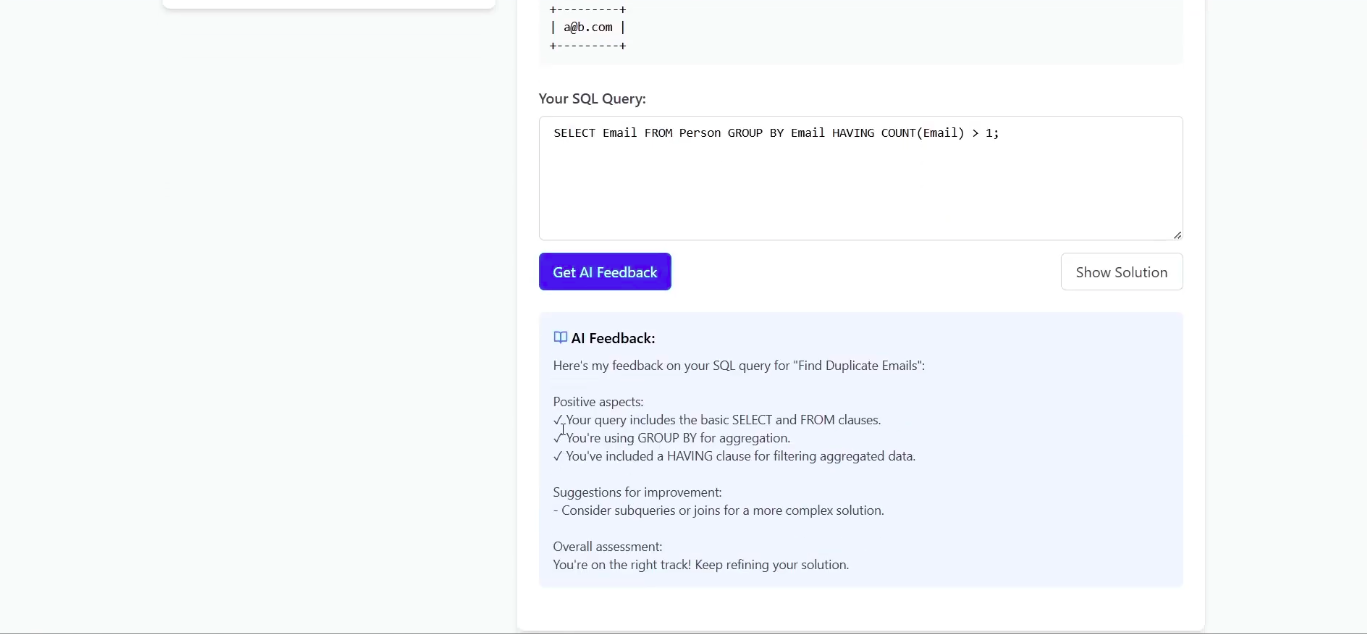 +---------+
| a@b.com |
+---------+
Your SQL Query:
SELECT Email FROM Person GROUP BY Email HAVING COUNT(Email) > 1;
Get AI Feedback
Show Solution
AI Feedback:
Here's my feedback on your SQL query for "Find Duplicate Emails":
Positive aspects:
✓ Your query includes the basic SELECT and FROM clauses.
✓ You're using GROUP BY for aggregation.
✓ You've included a HAVING clause for filtering aggregated data.
Suggestions for improvement:
- Consider subqueries or joins for a more complex solution.
Overall assessment:
You're on the right track! Keep refining your solution.